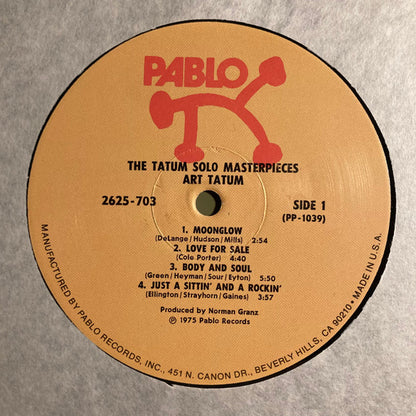 PABLO
THE TATUM SOLO MASTERPIECES
ART TATUM
2625-703
SIDE 1
(PP-1039)
1. MOONGLOW
(DeLange/Hudson/Mills) 2:54
2. LOVE FOR SALE
(Cole Porter) 4:40
3. BODY AND SOUL
(Green/Heyman/Sour/Eyton) 5:50
4. JUST A SITTIN' AND A ROCKIN'
(Ellington/Strayhorn/Gaines) 3:57
Produced by Norman Granz
℗ 1975 Pablo Records
MANUFACTURED BY PABLO RECORDS, INC., 451 N. CANON DR., BEVERLY HILLS, CA 90210 • MADE IN U.S.A.